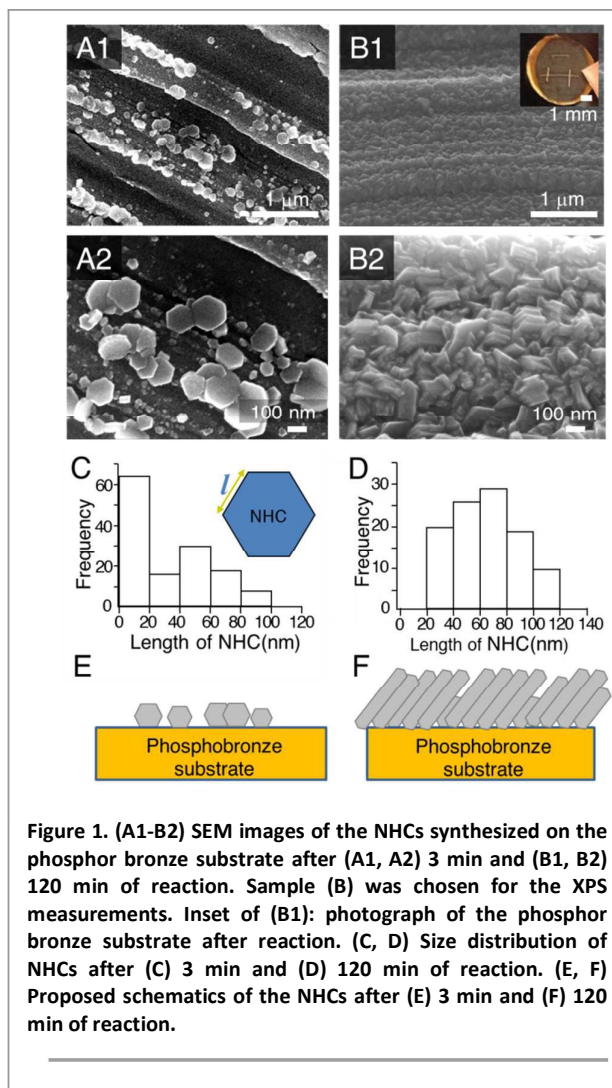 A1
1 μm
B1
1 mm
1 μm
A2
100 nm
B2
100 nm
C
60
40
20
0
Frequency
l
NHC
0 20 40 60 80 100 120
Length of NHC(nm)
D
30
20
10
0
Frequency
0 20 40 60 80 100 120 140
Length of NHC(nm)
E
Phosphobronze
substrate
F
Phosphobronze
substrate
Figure 1. (A1-B2) SEM images of the NHCs synthesized on the
phosphor bronze substrate after (A1, A2) 3 min and (B1, B2)
120 min of reaction. Sample (B) was chosen for the XPS
measurements. Inset of (B1): photograph of the phosphor
bronze substrate after reaction. (C, D) Size distribution of
NHCs after (C) 3 min and (D) 120 min of reaction. (E, F)
Proposed schematics of the NHCs after (E) 3 min and (F) 120
min of reaction.